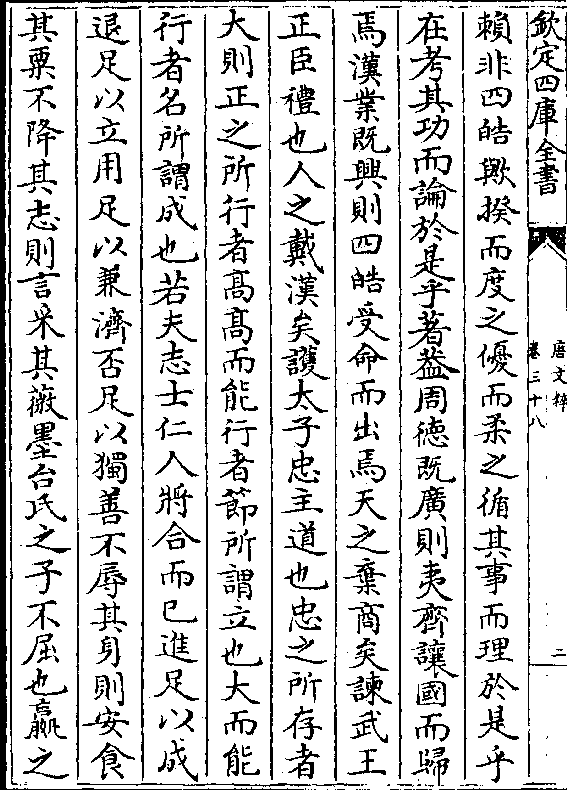 欽定四庫全書
唐文粹
卷三十八
二
賴非四皓歟揆而度之優而柔之循其事而理於是乎
在考其功而論於是乎著蓋周德既廣則夷齊讓國而歸
焉漢業既興則四皓受命而出焉天之棄商矣諫武王
正臣禮也人之戴漢矣護太子忠主道也忠之所存者
大則正之所行者髙髙而能行者節所謂立也大而能
行者名所謂成也若夫志士仁人將合而已進足以成
退足以立用足以兼濟否足以獨善不辱其身則安食
其粟不降其志則言采其薇墨台氏之子不屈也嬴之